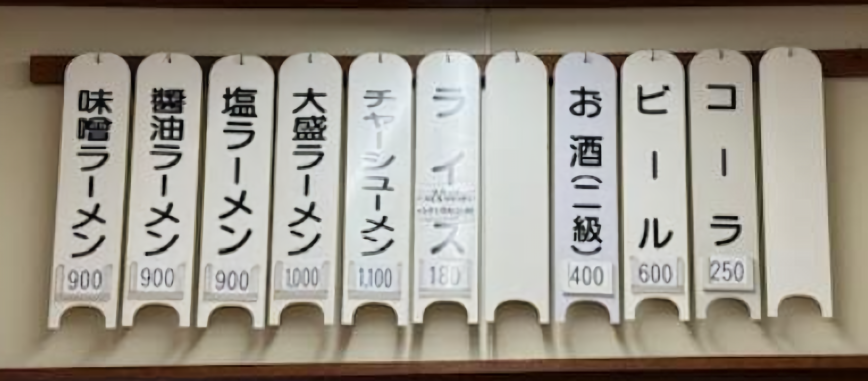 味噌ラーメン
900
醤油ラーメン
900
塩ラーメン
900
大盛ラーメン
1,000
チャーシューメン
1,100
ライス
180
お酒(二級)
400
ビール
600
コーラ
250